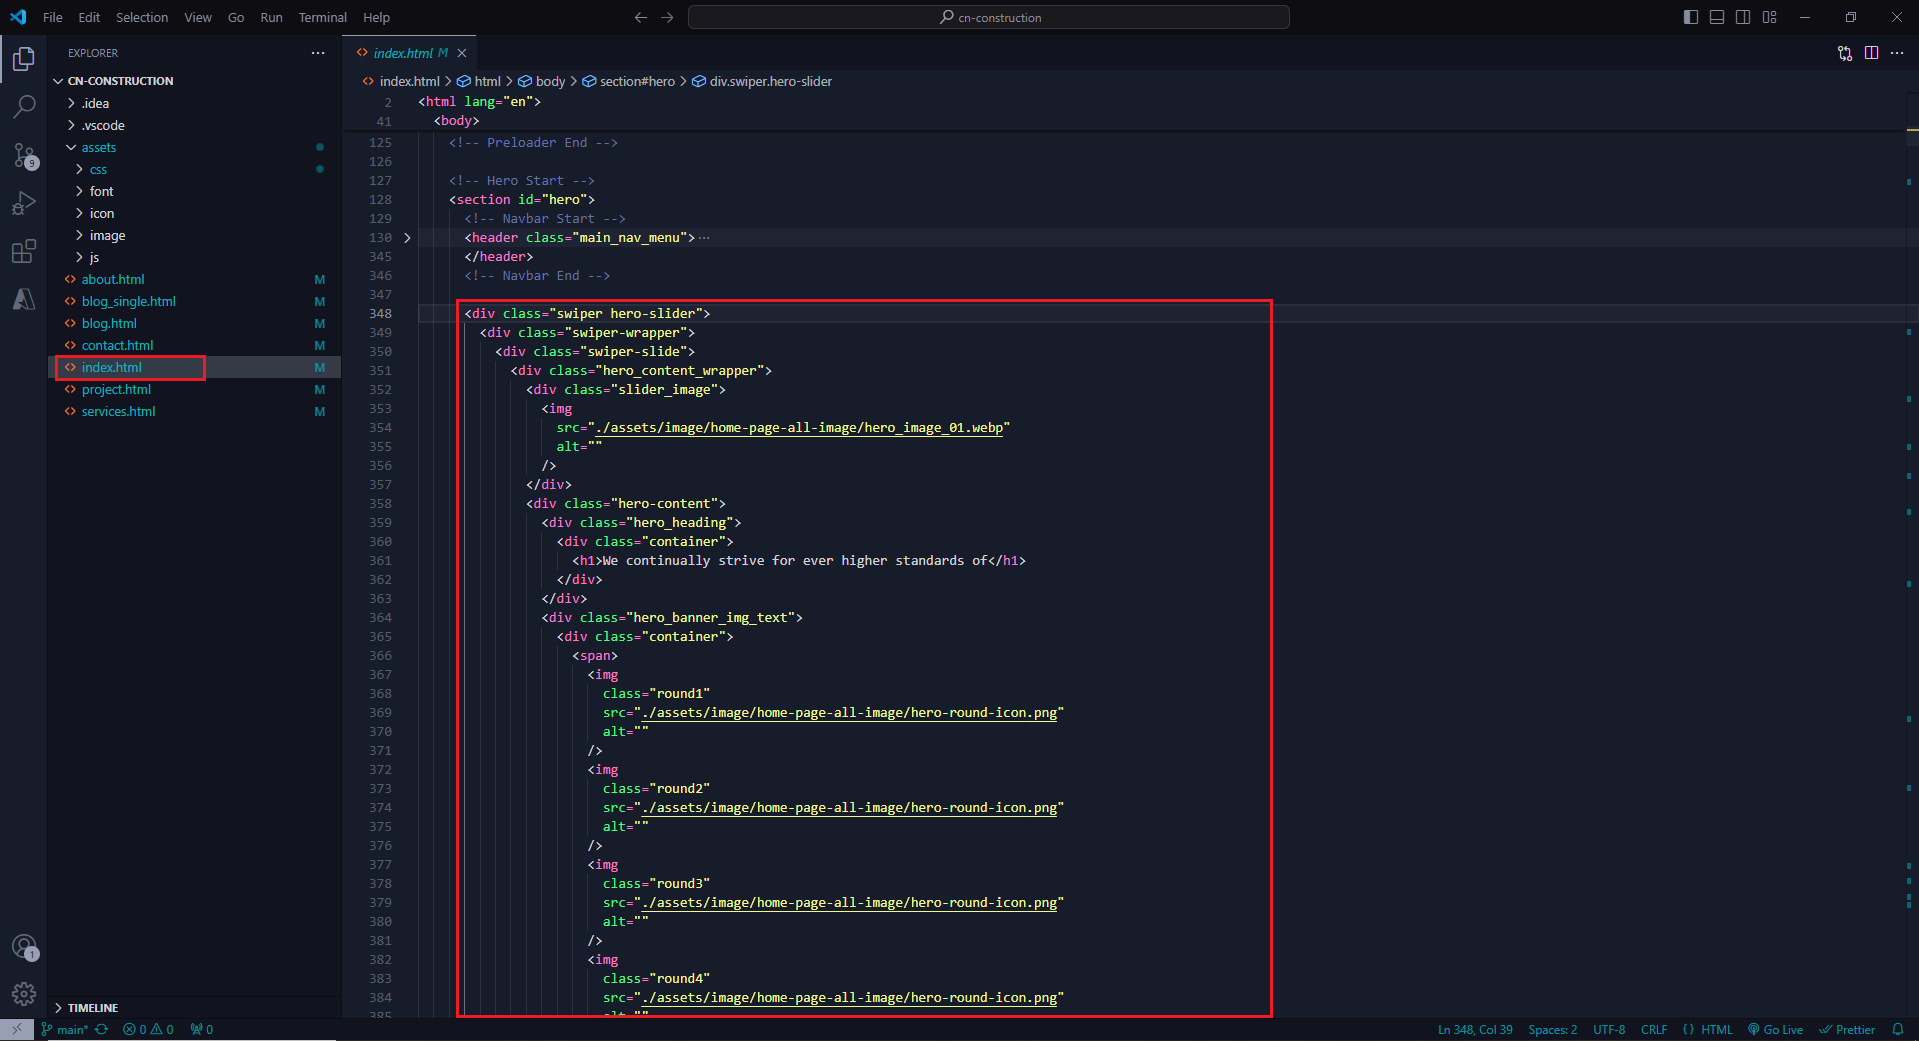 File Edit Selection View Go Run Terminal Help
cn-construction
EXPLORER
CN-CONSTRUCTION
.idea
.vscode
assets
css
font
icon
image
js
about.html M
blog_single.html M
blog.html M
contact.html M
index.html M
project.html M
services.html M
TIMELINE
index.html M
index.html html body section#hero div.swiper.hero-slider
2 <html lang="en">
41 <body>
125 <!-- Preloader End -->
126
127 <!-- Hero Start -->
128 <section id="hero">
129 <!-- Navbar Start -->
130 <header class="main_nav_menu">…
345 </header>
346 <!-- Navbar End -->
347
348 <div class="swiper hero-slider">
349 <div class="swiper-wrapper">
350 <div class="swiper-slide">
351 <div class="hero_content_wrapper">
352 <div class="slider_image">
353 <img
354 src="./assets/image/home-page-all-image/hero_image_01.webp"
355 alt=""
356 />
357 </div>
358 <div class="hero-content">
359 <div class="hero_heading">
360 <div class="container">
361 <h1>We continually strive for ever higher standards of</h1>
362 </div>
363 </div>
364 <div class="hero_banner_img_text">
365 <div class="container">
366 <span>
367 <img
368 class="round1"
369 src="./assets/image/home-page-all-image/hero-round-icon.png"
370 alt=""
371 />
372 <img
373 class="round2"
374 src="./assets/image/home-page-all-image/hero-round-icon.png"
375 alt=""
376 />
377 <img
378 class="round3"
379 src="./assets/image/home-page-all-image/hero-round-icon.png"
380 alt=""
381 />
382 <img
383 class="round4"
384 src="./assets/image/home-page-all-image/hero-round-icon.png"
385 alt=""
9
1
main* 0 0 0
Ln 348, Col 39 Spaces: 2 UTF-8 CRLF {} HTML Go Live Prettier